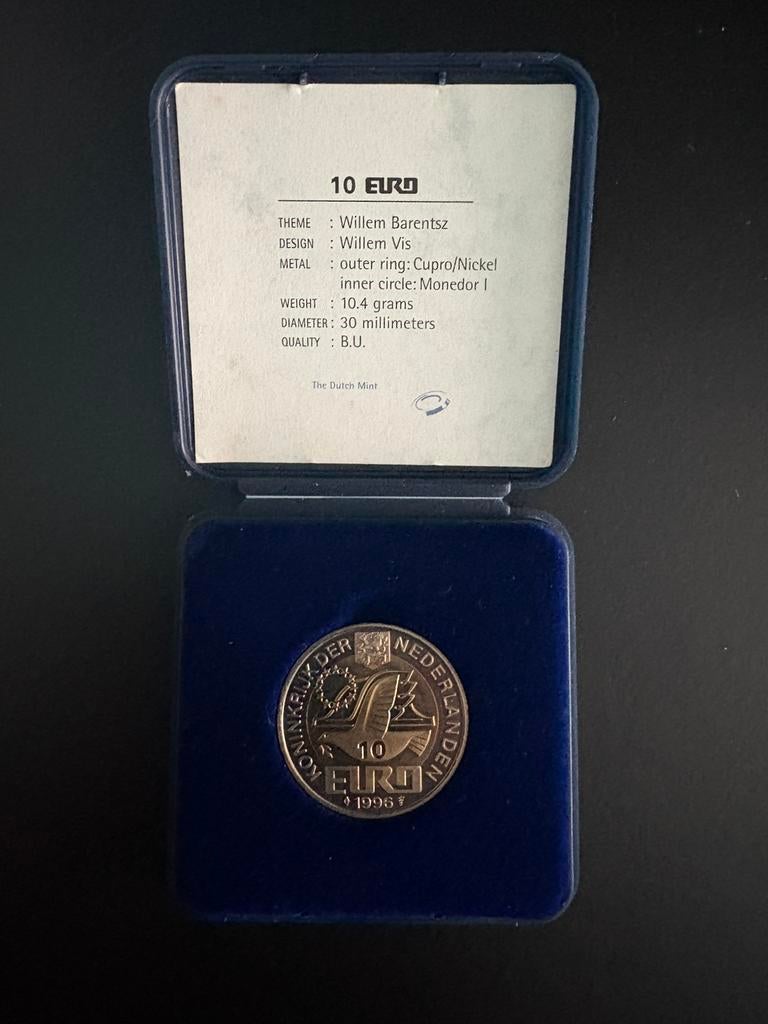 10 EURO
THEME : Willem Barentsz
DESIGN : Willem Vis
METAL : outer ring: Cupro/Nickel
inner circle: Monedor I
WEIGHT : 10.4 grams
DIAMETER : 30 millimeters
QUALITY : B.U.
The Dutch Mint
KONINKRIJK DER NEDERLANDEN
10
EURO
1996